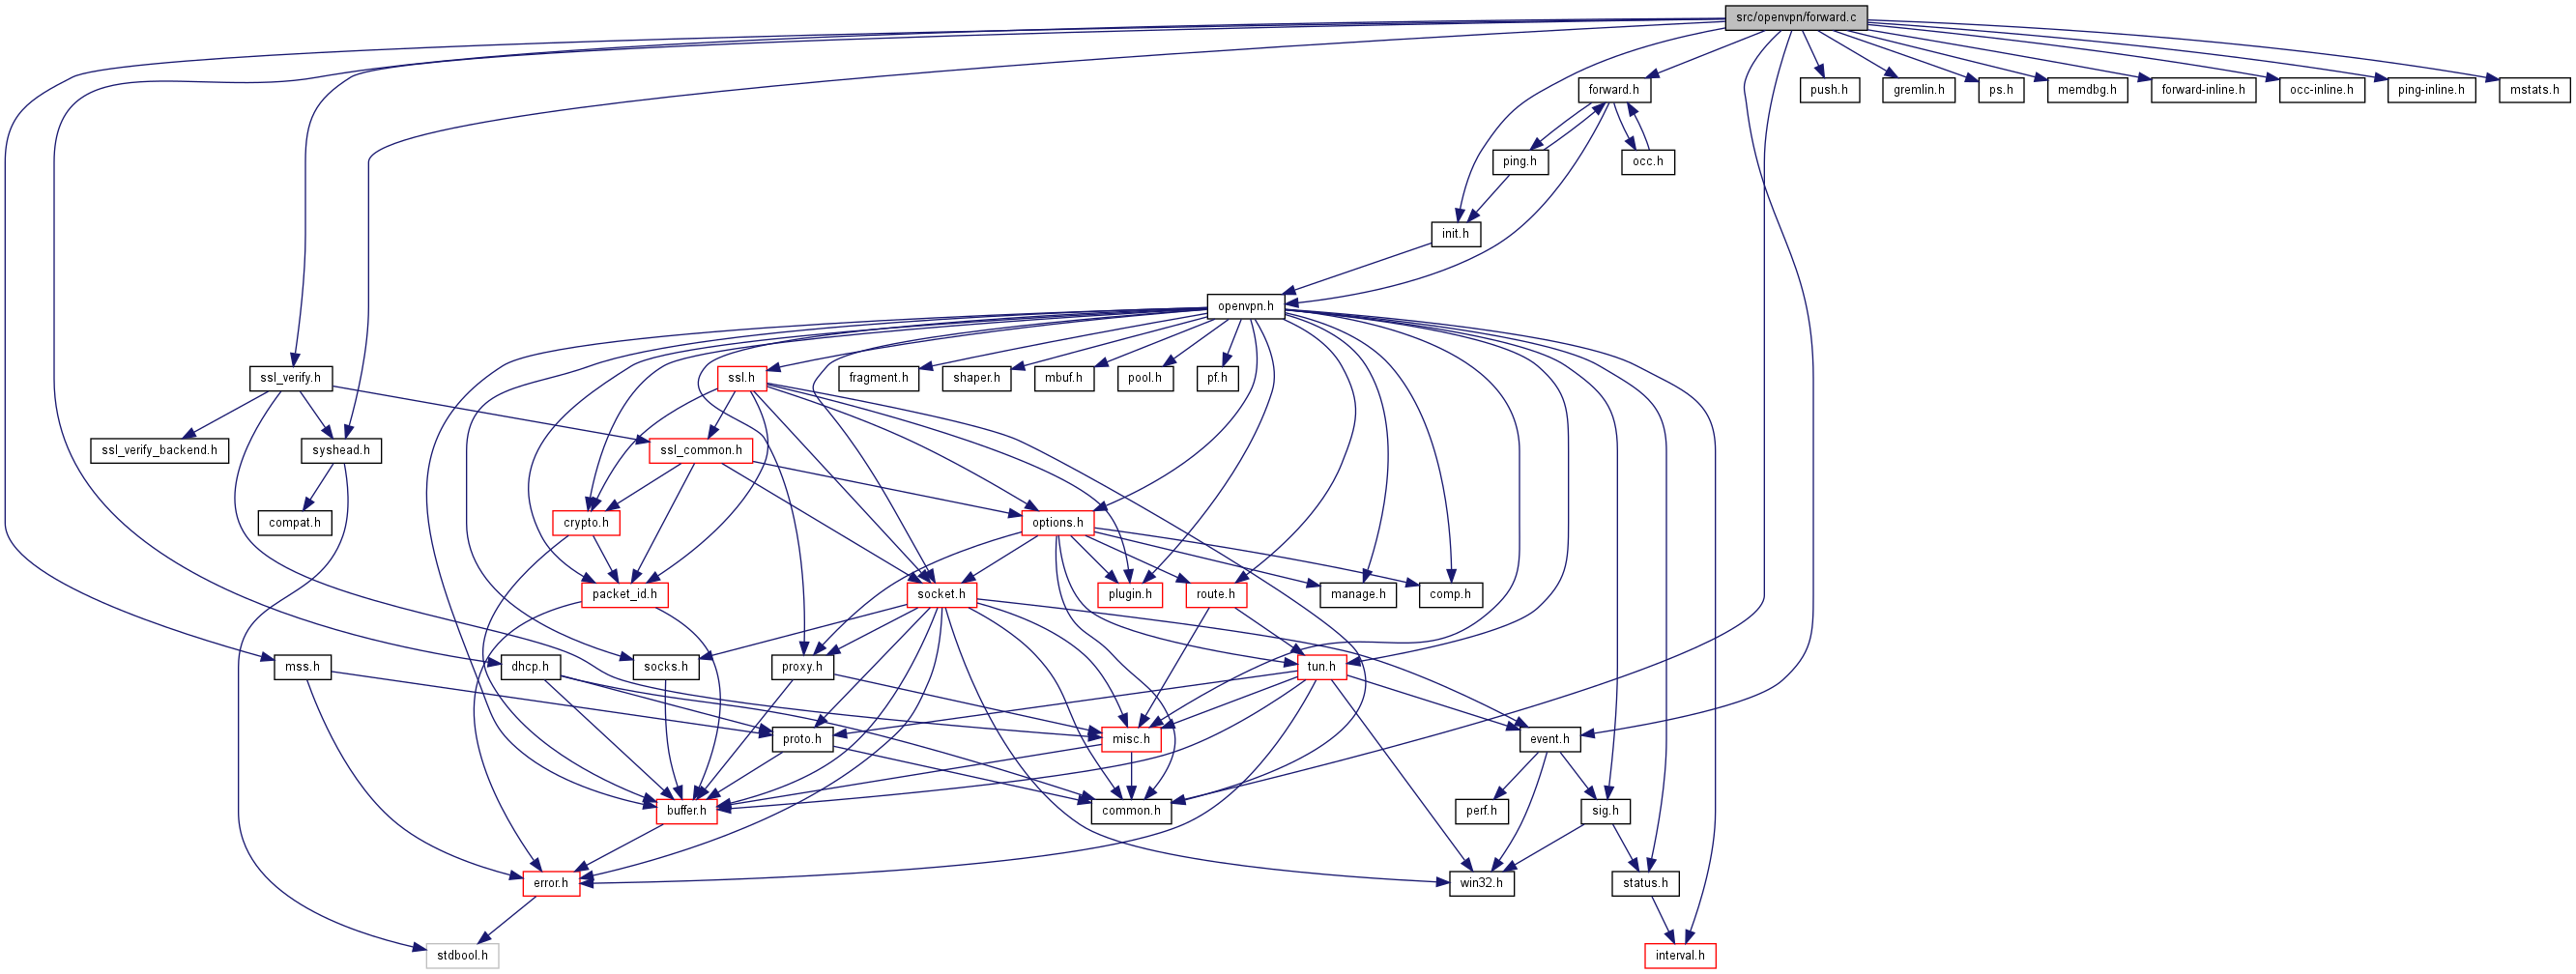 src/openvpn/forward.c
forward.h
push.h
gremlin.h
ps.h
memdbg.h
forward-inline.h
occ-inline.h
ping-inline.h
mstats.h
ping.h
occ.h
init.h
openvpn.h
ssl_verify.h
ssl.h
fragment.h
shaper.h
mbuf.h
pool.h
pf.h
ssl_verify_backend.h
syshead.h
ssl_common.h
compat.h
crypto.h
options.h
packet_id.h
socket.h
plugin.h
route.h
manage.h
comp.h
mss.h
dhcp.h
socks.h
proxy.h
tun.h
proto.h
misc.h
event.h
buffer.h
common.h
perf.h
sig.h
error.h
win32.h
status.h
stdbool.h
interval.h